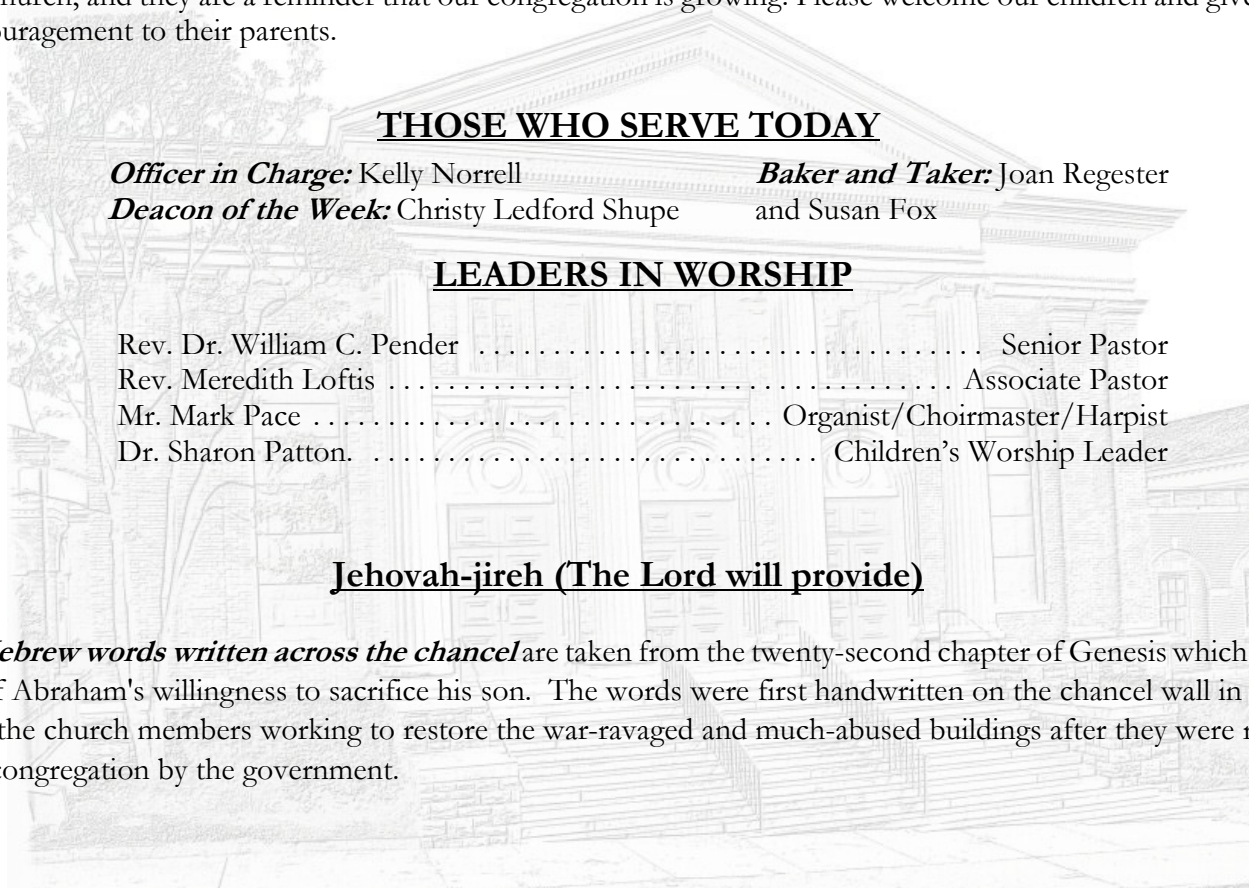 church, and they are a reminder that our congregation is growing. Please welcome our children and give
ouragement to their parents.
THOSE WHO SERVE TODAY
Officer in Charge: Kelly Norrell
Deacon of the Week: Christy Ledford Shupe
Baker and Taker: Joan Regester
and Susan Fox
LEADERS IN WORSHIP
Rev. Dr. William C. Pender . . . . . . . . . . . . . . . . . . . . . . . . . . . . . . . . . . Senior Pastor
Rev. Meredith Loftis . . . . . . . . . . . . . . . . . . . . . . . . . . . . . . . . . . . . . . Associate Pastor
Mr. Mark Pace . . . . . . . . . . . . . . . . . . . . . . . . . . . . . . . Organist/Choirmaster/Harpist
Dr. Sharon Patton. . . . . . . . . . . . . . . . . . . . . . . . . . . . . . . Children's Worship Leader
Jehovah-jireh (The Lord will provide)
ebrew words written across the chancel are taken from the twenty-second chapter of Genesis which
f Abraham's willingness to sacrifice his son. The words were first handwritten on the chancel wall in
the church members working to restore the war-ravaged and much-abused buildings after they were
congregation by the government.